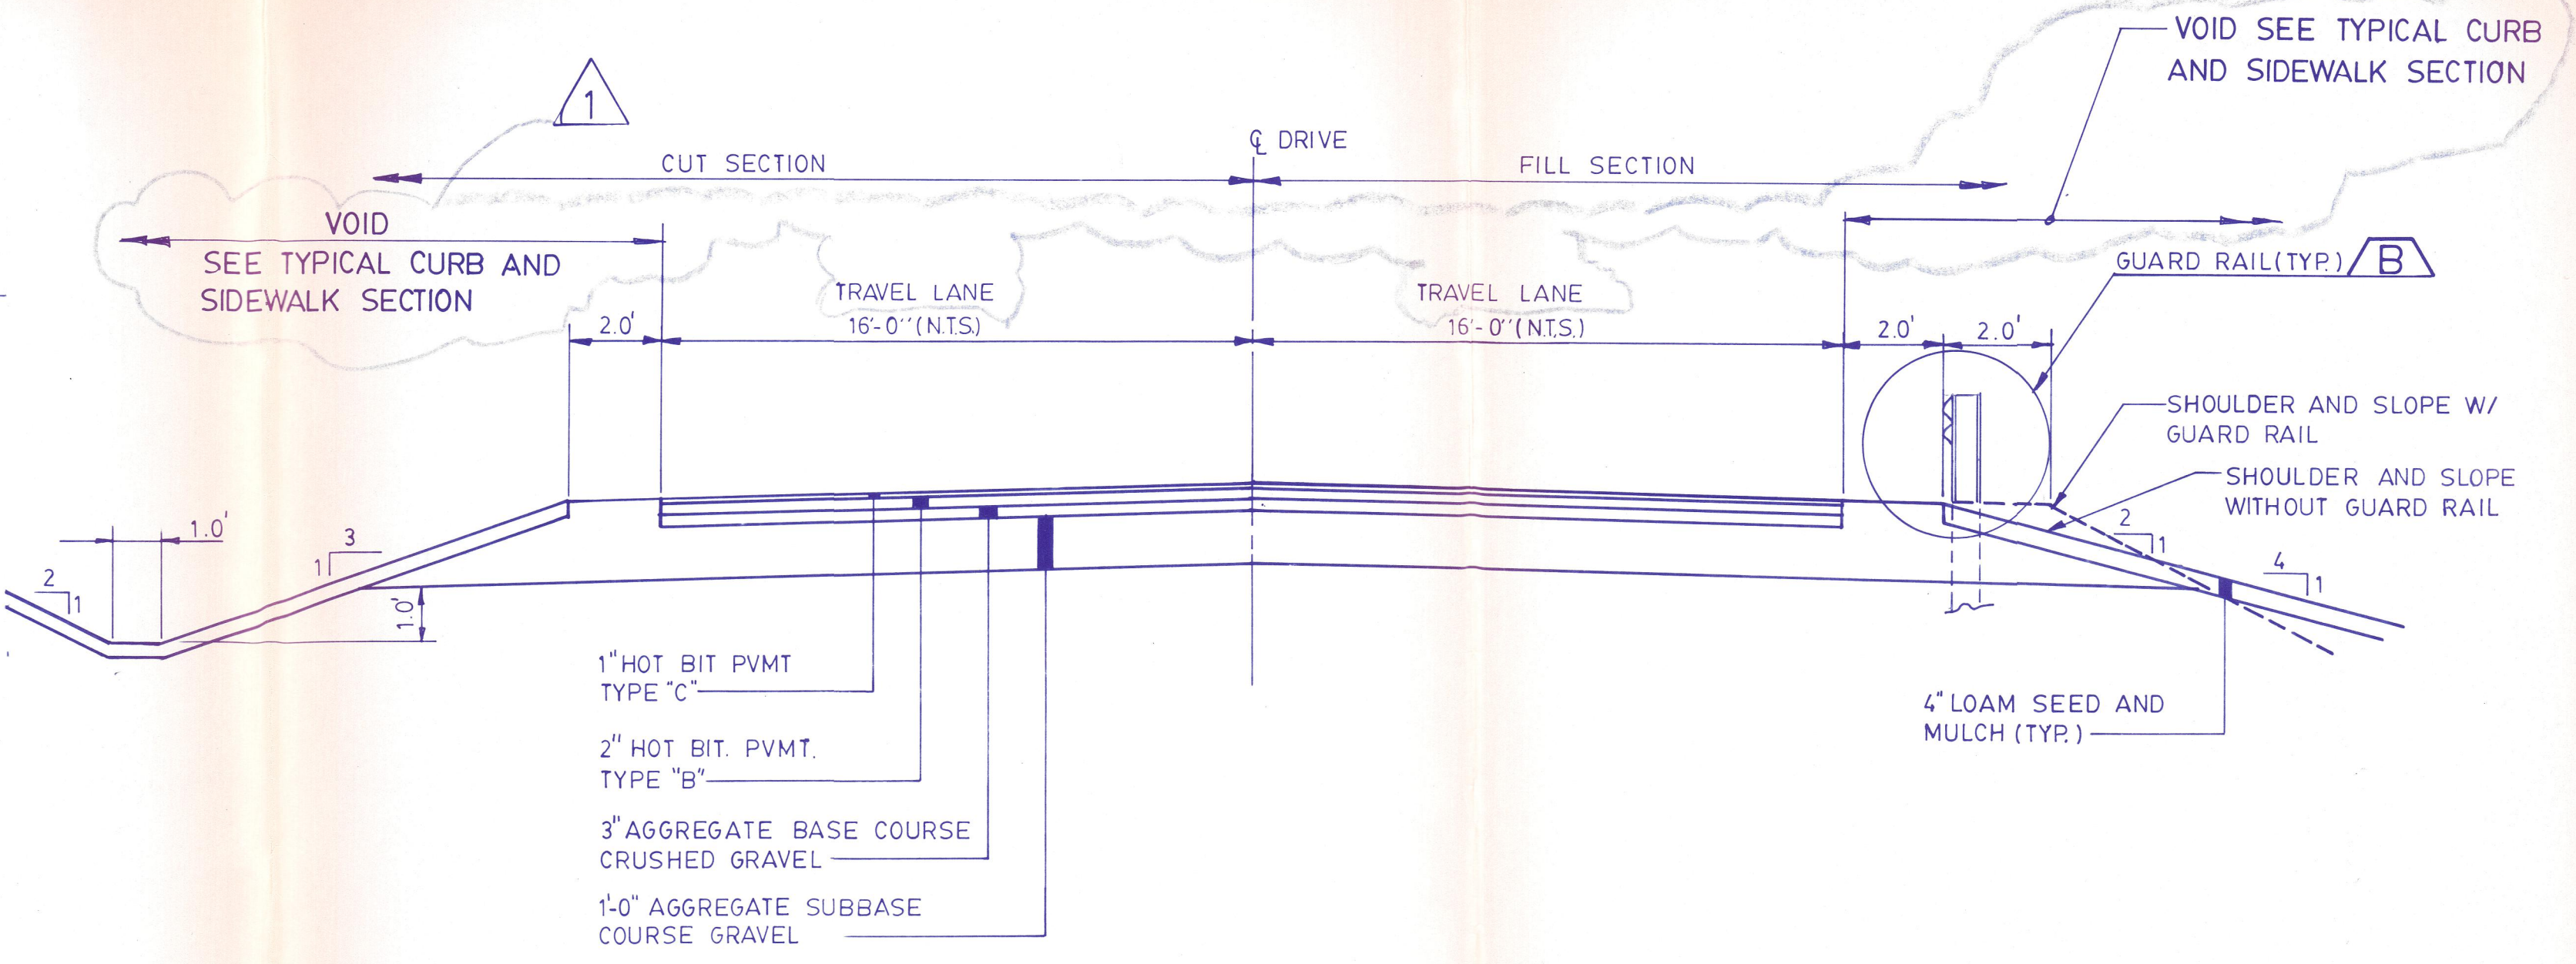 VOID SEE TYPICAL CURB
AND SIDEWALK SECTION
1
℄ DRIVE
CUT SECTION
FILL SECTION
VOID
SEE TYPICAL CURB AND
SIDEWALK SECTION
GUARD RAIL(TYP.) B
TRAVEL LANE
16'-0"(N.T.S.)
TRAVEL LANE
16'-0"(N.T.S.)
2.0'
2.0'
2.0'
SHOULDER AND SLOPE W/
GUARD RAIL
SHOULDER AND SLOPE
WITHOUT GUARD RAIL
1.0'
3
1
2
1
2
1
4
1
1.0'
1" HOT BIT PVMT
TYPE "C"
2" HOT BIT. PVMT.
TYPE "B"
3" AGGREGATE BASE COURSE
CRUSHED GRAVEL
1'-0" AGGREGATE SUBBASE
COURSE GRAVEL
4" LOAM SEED AND
MULCH (TYP.)